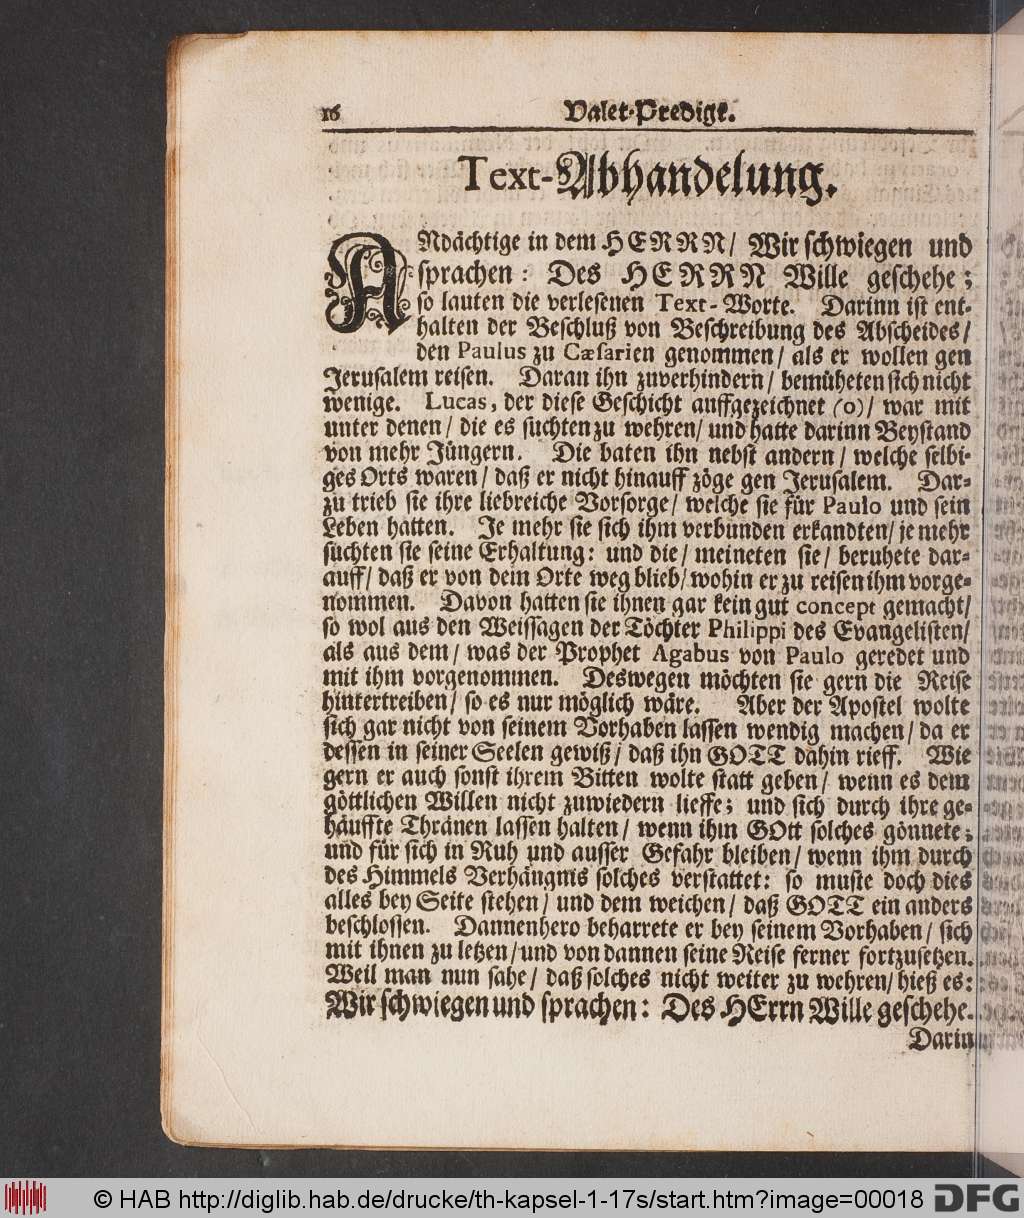 16 Valet-Predigt.
Text-Abhandelung.
ANdächtige in dem HERRN/ Wir schwiegen und
sprachen: Des HERRN Wille geschehe;
so lauten die verlesenen Text-Worte. Darinn ist ent-
halten der Beschluß von Beschreibung des Abscheides/
den Paulus zu Cæsarien genommen/ als er wollen gen
Jerusalem reisen. Daran ihn zuverhindern/ bemüheten sich nicht
wenige. Lucas, der diese Geschicht auffgezeichnet (o)/ war mit
unter denen/ die es suchten zu wehren/ und hatte darinn Beystand
von mehr Jüngern. Die baten ihn nebst andern/ welche selbi-
ges Orts waren/ daß er nicht hinauff zöge gen Jerusalem. Dar-
zu trieb sie ihre liebreiche Vorsorge/ welche sie für Paulo und sein
Leben hatten. Je mehr sie sich ihm verbunden erkandten/ je mehr
suchten sie seine Erhaltung: und die/ meineten sie/ beruhete dar-
auff/ daß er von dem Orte weg blieb/ wohin er zu reisen ihm vorge-
nommen. Davon hatten sie ihnen gar kein gut concept gemacht/
so wol aus den Weissagen der Töchter Philippi des Evangelisten/
als aus dem/ was der Prophet Agabus von Paulo geredet und
mit ihm vorgenommen. Deswegen möchten sie gern die Reise
hintertreiben/ so es nur möglich wäre. Aber der Apostel wolte
sich gar nicht von seinem Vorhaben lassen wendig machen/ da er
dessen in seiner Seelen gewiß/ daß ihn GOTT dahin rieff. Wie
gern er auch sonst ihrem Bitten wolte statt geben/ wenn es dem
göttlichen Willen nicht zuwiedern lieffe; und sich durch ihre ge-
häuffte Thränen lassen halten/ wenn ihm GOtt solches gönnete;
und für sich in Ruh und ausser Gefahr bleiben/ wenn ihm durch
des Himmels Verhängnis solches verstattet: so muste doch dies
alles bey Seite stehen/ und dem weichen/ daß GOTT ein anders
beschlossen. Dannenhero beharrete er bey seinem Vorhaben/ sich
mit ihnen zu letzen/ und von dannen seine Reise ferner fortzusetzen.
Weil man nun sahe/ daß solches nicht weiter zu wehren/ hieß es:
Wir schwiegen und sprachen: Des HErrn Wille geschehe.
Darin
© HAB http://diglib.hab.de/drucke/th-kapsel-1-17s/start.htm?image=00018 DFG